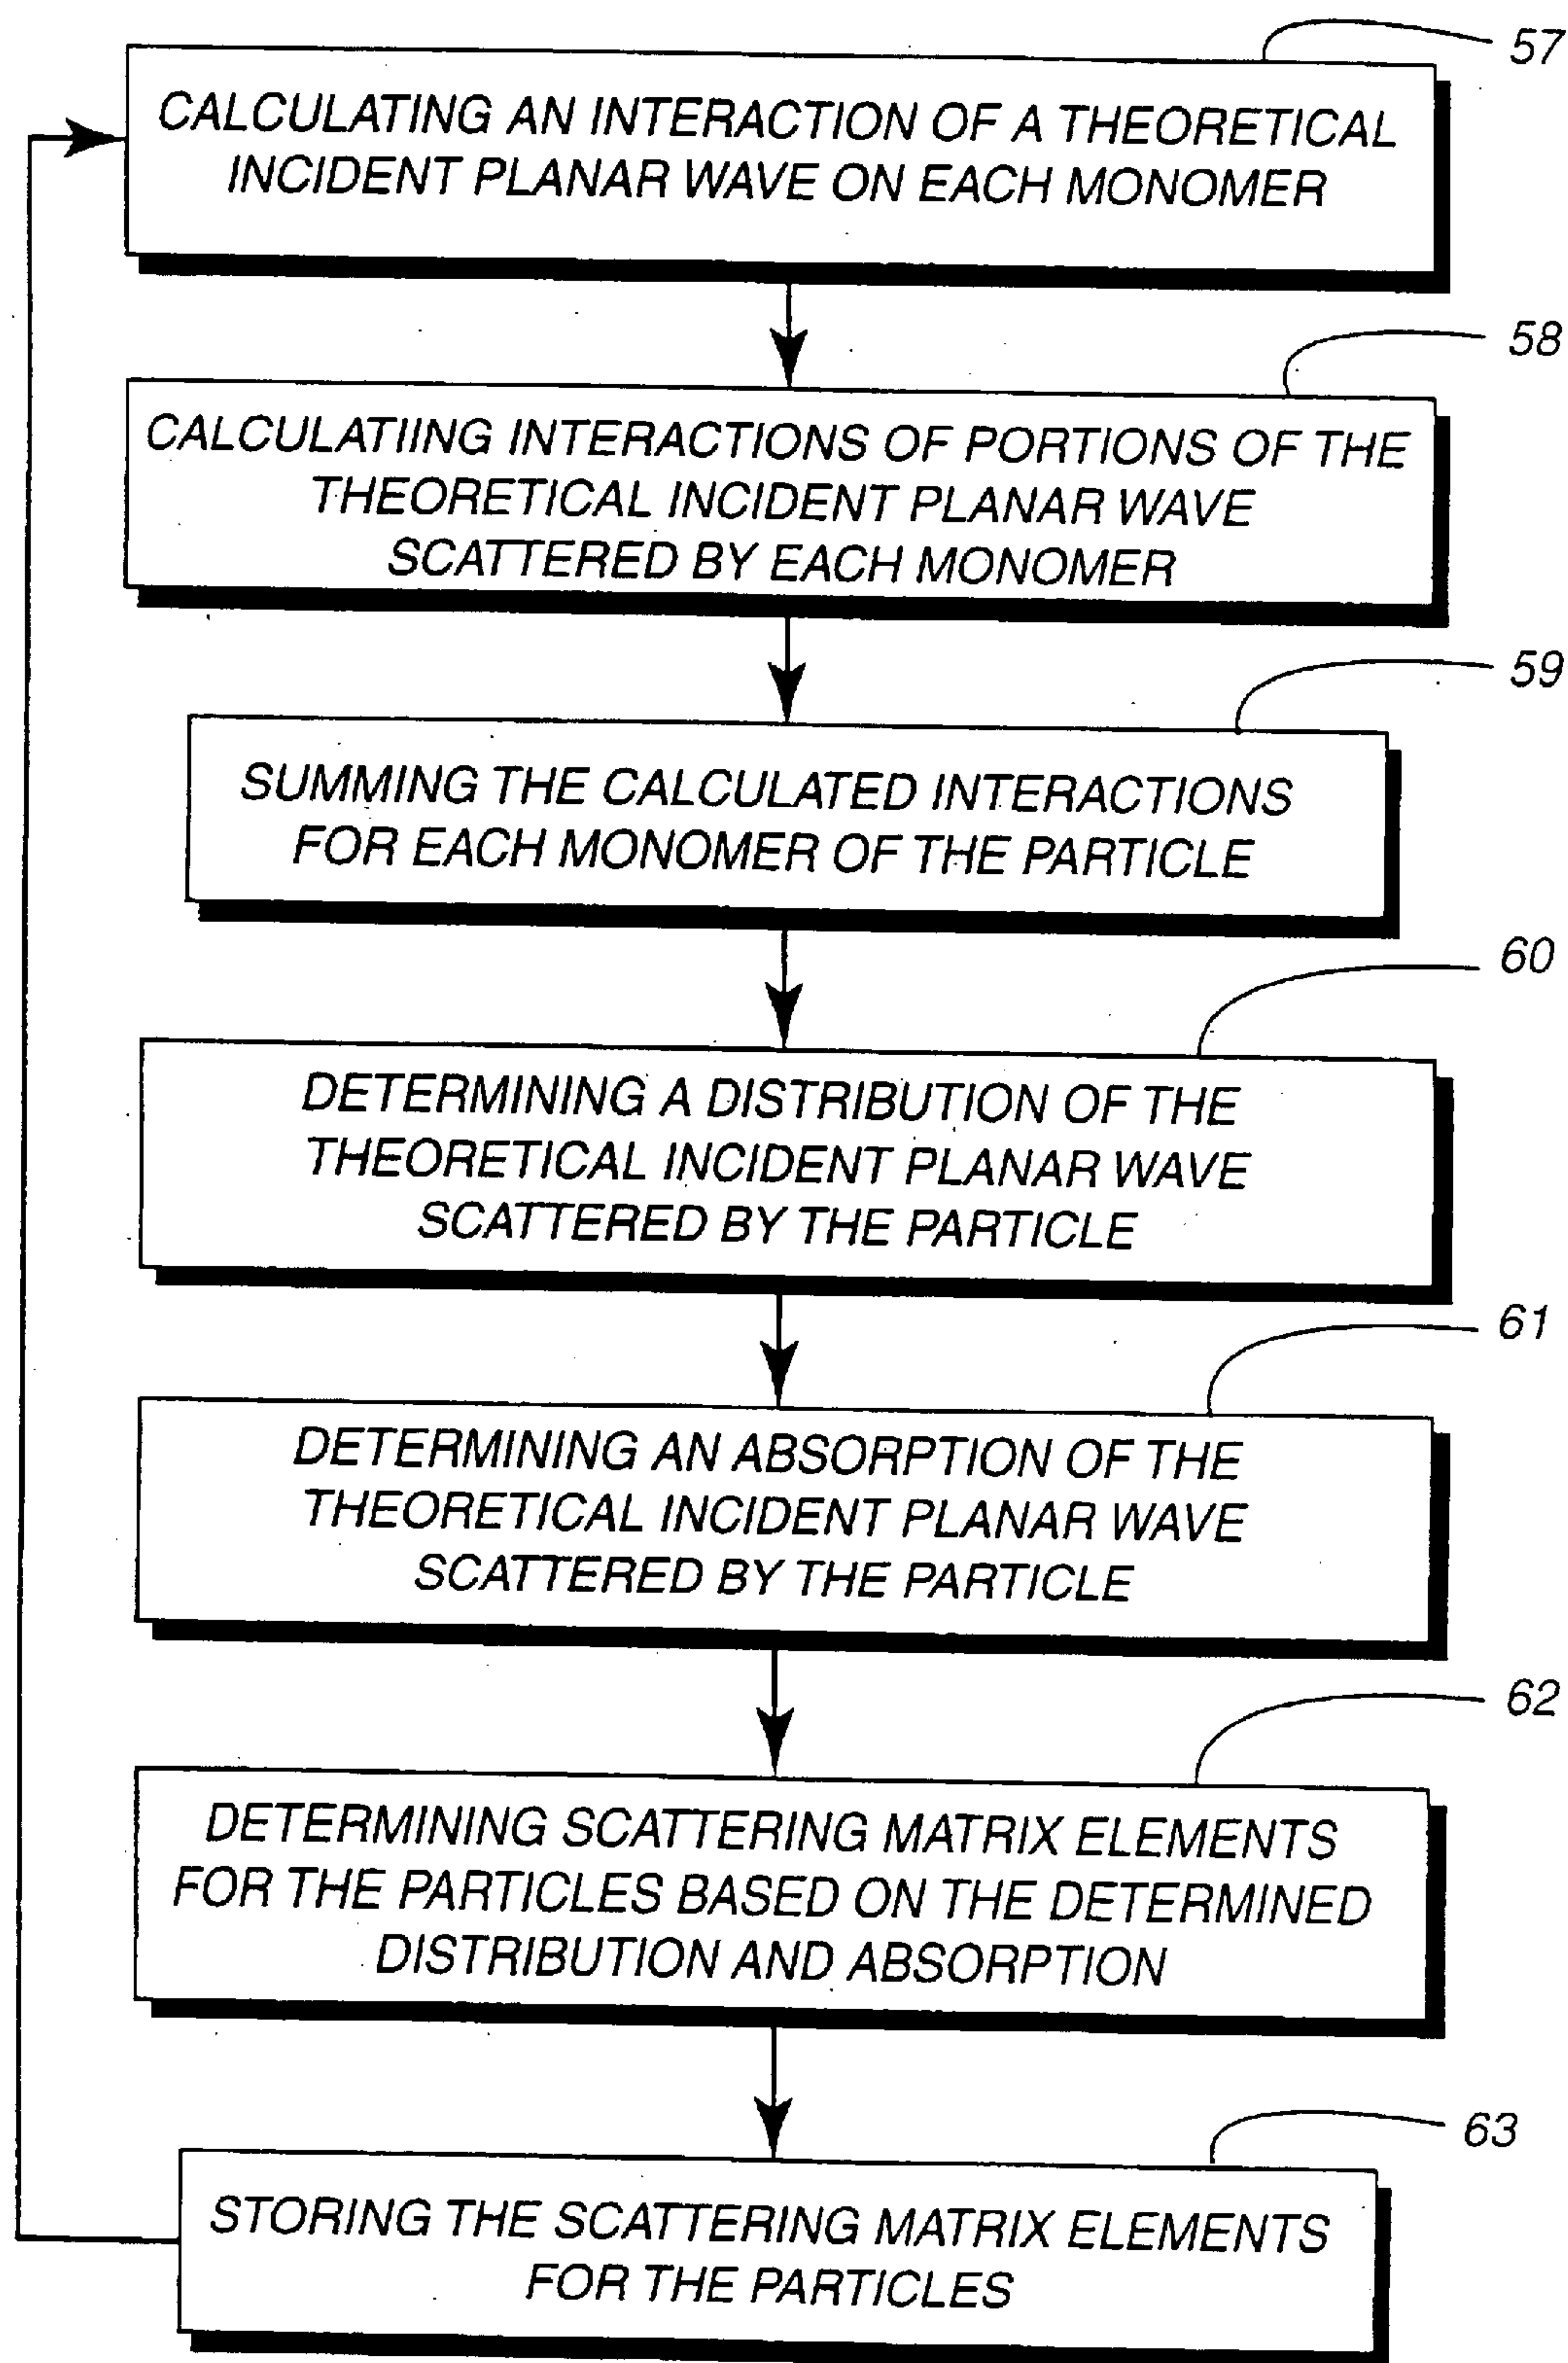 57
CALCULATING AN INTERACTION OF A THEORETICAL
INCIDENT PLANAR WAVE ON EACH MONOMER
58
CALCULATIING INTERACTIONS OF PORTIONS OF THE
THEORETICAL INCIDENT PLANAR WAVE
SCATTERED BY EACH MONOMER
59
SUMMING THE CALCULATED INTERACTIONS
FOR EACH MONOMER OF THE PARTICLE
60
DETERMINING A DISTRIBUTION OF THE
THEORETICAL INCIDENT PLANAR WAVE
SCATTERED BY THE PARTICLE
61
DETERMINING AN ABSORPTION OF THE
THEORETICAL INCIDENT PLANAR WAVE
SCATTERED BY THE PARTICLE
62
DETERMINING SCATTERING MATRIX ELEMENTS
FOR THE PARTICLES BASED ON THE DETERMINED
DISTRIBUTION AND ABSORPTION
63
STORING THE SCATTERING MATRIX ELEMENTS
FOR THE PARTICLES